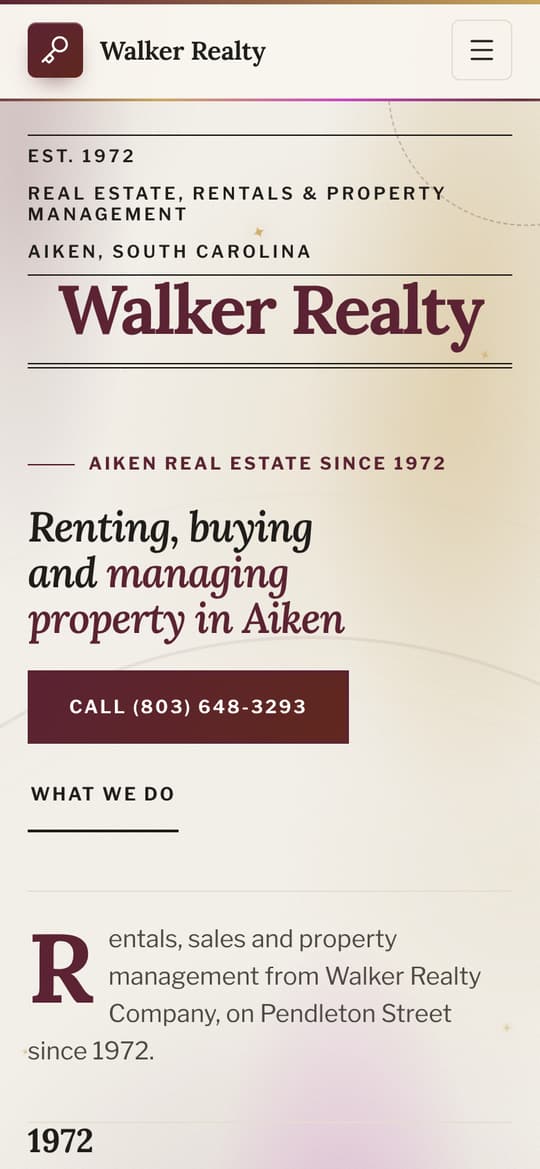 Walker Realty
EST. 1972
REAL ESTATE, RENTALS & PROPERTY
MANAGEMENT
AIKEN, SOUTH CAROLINA
Walker Realty
AIKEN REAL ESTATE SINCE 1972
Renting, buying
and managing
property in Aiken
CALL (803) 648-3293
WHAT WE DO
Rentals, sales and property
management from Walker Realty
Company, on Pendleton Street
since 1972.
1972